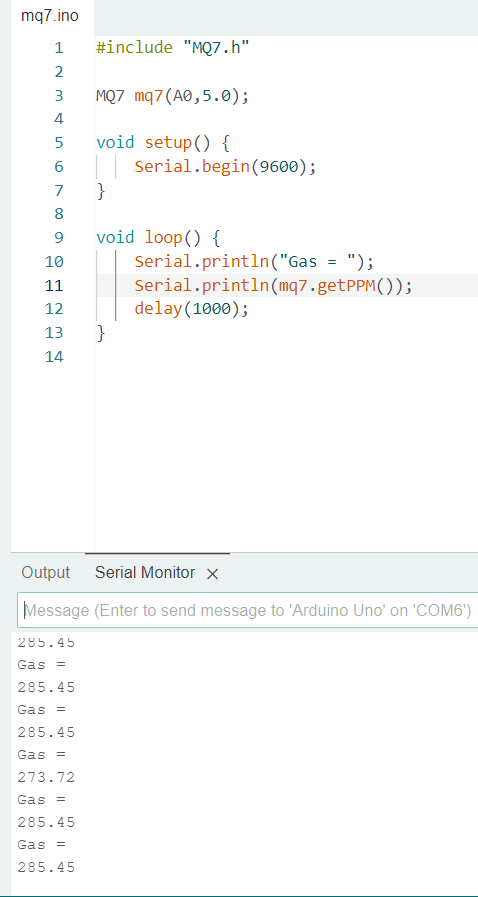 mq7.ino
1 #include "MQ7.h"
2
3 MQ7 mq7(A0,5.0);
4
5 void setup() {
6 Serial.begin(9600);
7 }
8
9 void loop() {
10 Serial.println("Gas = ");
11 Serial.println(mq7.getPPM());
12 delay(1000);
13 }
14
Output Serial Monitor ×
Message (Enter to send message to 'Arduino Uno' on 'COM6')
285.45
Gas =
285.45
Gas =
285.45
Gas =
273.72
Gas =
285.45
Gas =
285.45